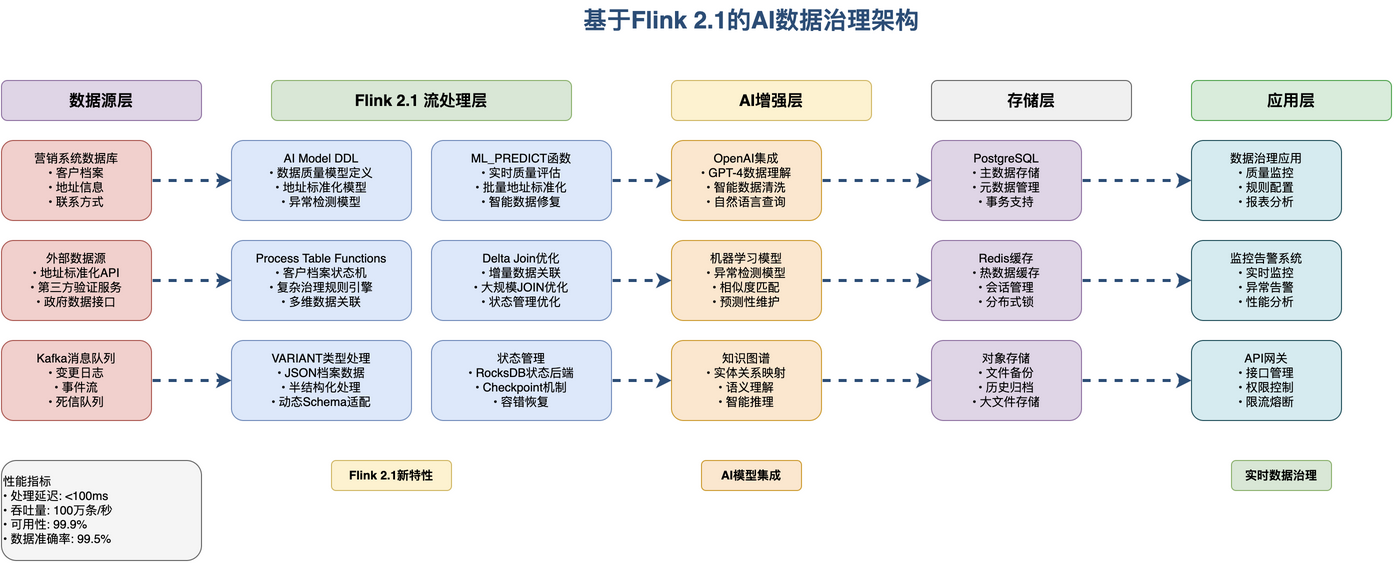 基于Flink 2.1的AI数据治理架构
数据源层
Flink 2.1 流处理层
AI增强层
存储层
应用层
营销系统数据库
• 客户档案
• 地址信息
• 联系方式
AI Model DDL
• 数据质量模型定义
• 地址标准化模型
• 异常检测模型
ML_PREDICT函数
• 实时质量评估
• 批量地址标准化
• 智能数据修复
OpenAI集成
• GPT-4数据理解
• 智能数据清洗
• 自然语言查询
PostgreSQL
• 主数据存储
• 元数据管理
• 事务支持
数据治理应用
• 质量监控
• 规则配置
• 报表分析
外部数据源
• 地址标准化API
• 第三方验证服务
• 政府数据接口
Process Table Functions
• 客户档案状态机
• 复杂治理规则引擎
• 多维数据关联
Delta Join优化
• 增量数据关联
• 大规模JOIN优化
• 状态管理优化
机器学习模型
• 异常检测模型
• 相似度匹配
• 预测性维护
Redis缓存
• 热数据缓存
• 会话管理
• 分布式锁
监控告警系统
• 实时监控
• 异常告警
• 性能分析
Kafka消息队列
• 变更日志
• 事件流
• 死信队列
VARIANT类型处理
• JSON档案数据
• 半结构化处理
• 动态Schema适配
状态管理
• RocksDB状态后端
• Checkpoint机制
• 容错恢复
知识图谱
• 实体关系映射
• 语义理解
• 智能推理
对象存储
• 文件备份
• 历史归档
• 大文件存储
API网关
• 接口管理
• 权限控制
• 限流熔断
性能指标
• 处理延迟: <100ms
• 吞吐量: 100万条/秒
• 可用性: 99.9%
• 数据准确率: 99.5%
Flink 2.1新特性
AI模型集成
实时数据治理